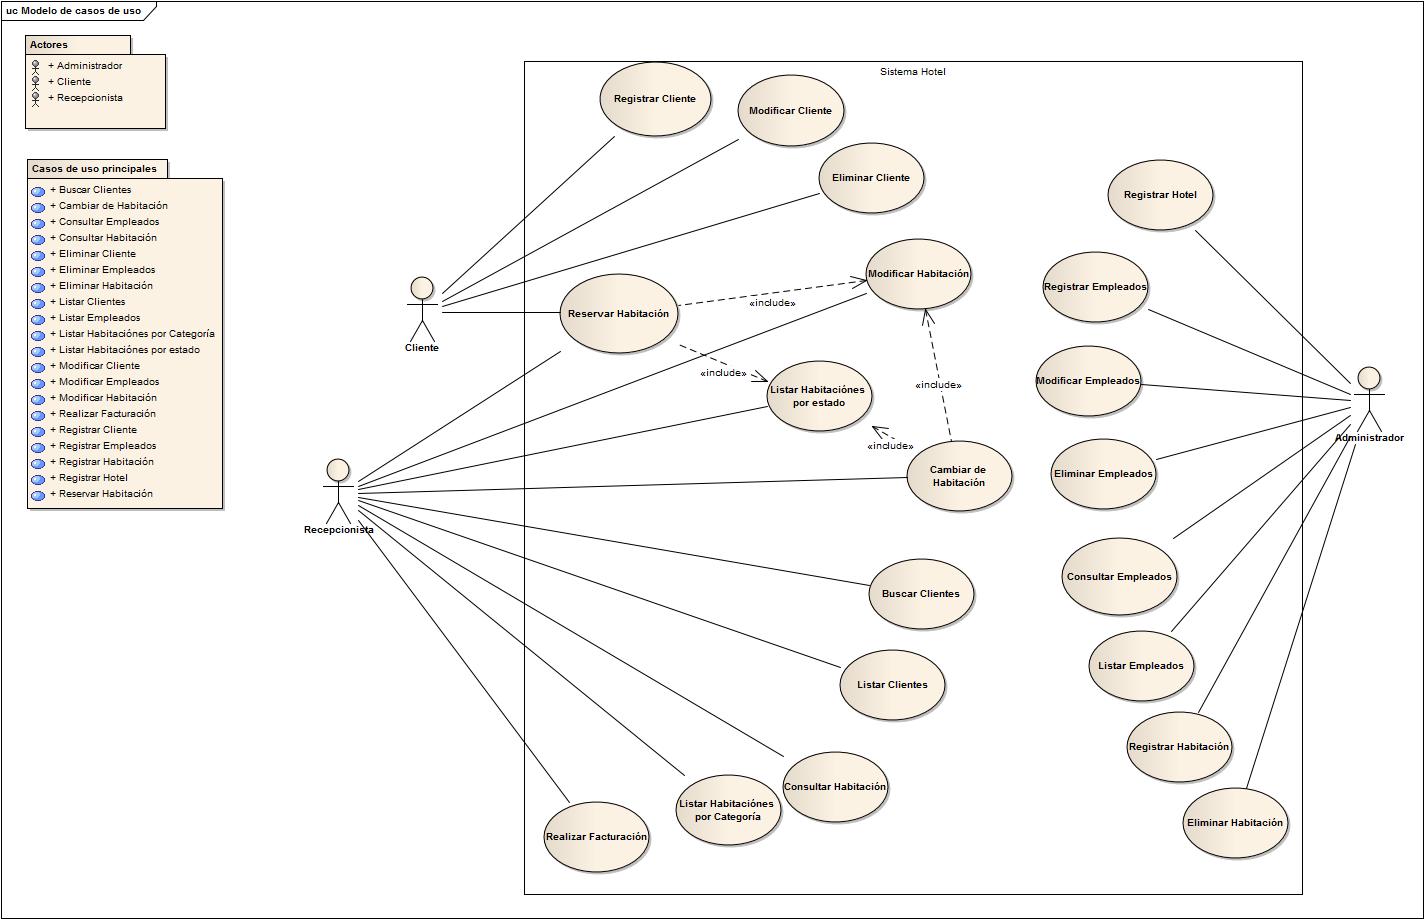 uc Modelo de casos de uso
Actores
+ Administrador
+ Cliente
+ Recepcionista
Casos de uso principales
+ Buscar Clientes
+ Cambiar de Habitación
+ Consultar Empleados
+ Consultar Habitación
+ Eliminar Cliente
+ Eliminar Empleados
+ Eliminar Habitación
+ Listar Clientes
+ Listar Empleados
+ Listar Habitaciónes por Categoría
+ Listar Habitaciónes por estado
+ Modificar Cliente
+ Modificar Empleados
+ Modificar Habitación
+ Realizar Facturación
+ Registrar Cliente
+ Registrar Empleados
+ Registrar Habitación
+ Registrar Hotel
+ Reservar Habitación
Sistema Hotel
Registrar Cliente
Modificar Cliente
Eliminar Cliente
Registrar Hotel
Modificar Habitación
Registrar Empleados
«include»
Reservar Habitación
Cliente
«include»
Modificar Empleados
«include»
Listar Habitaciónes
por estado
Administrador
«include»
Cambiar de
Habitación
Eliminar Empleados
Recepcionista
Consultar Empleados
Buscar Clientes
Listar Empleados
Listar Clientes
Registrar Habitación
Consultar Habitación
Listar Habitaciónes
por Categoría
Eliminar Habitación
Realizar Facturación